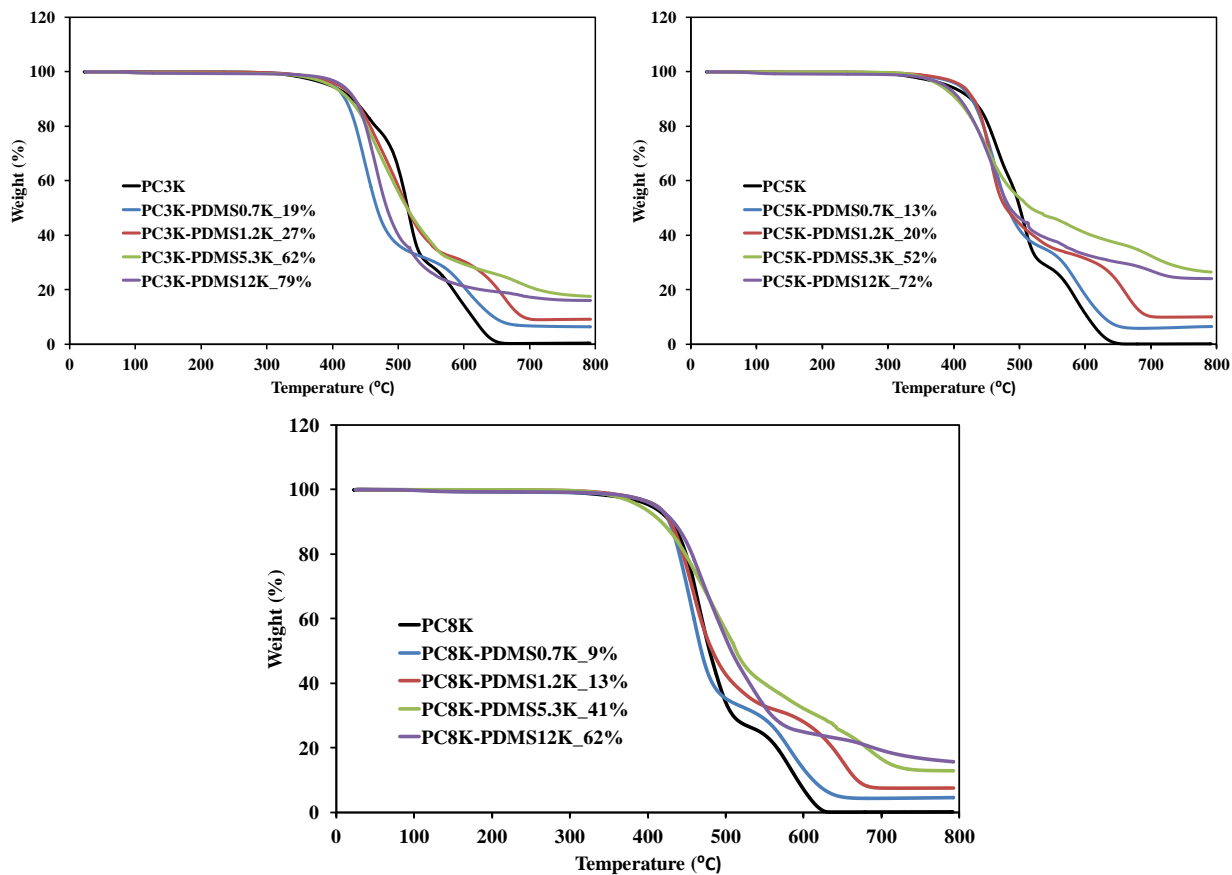 120
100
80
60
40
20
0
Weight (%)
PC3K
PC3K-PDMS0.7K_19%
PC3K-PDMS1.2K_27%
PC3K-PDMS5.3K_62%
PC3K-PDMS12K_79%
0 100 200 300 400 500 600 700 800
Temperature (°C)
120
100
80
60
40
20
0
Weight (%)
PC5K
PC5K-PDMS0.7K_13%
PC5K-PDMS1.2K_20%
PC5K-PDMS5.3K_52%
PC5K-PDMS12K_72%
0 100 200 300 400 500 600 700 800
Temperature (°C)
120
100
80
60
40
20
0
Weight (%)
PC8K
PC8K-PDMS0.7K_9%
PC8K-PDMS1.2K_13%
PC8K-PDMS5.3K_41%
PC8K-PDMS12K_62%
0 100 200 300 400 500 600 700 800
Temperature (°C)